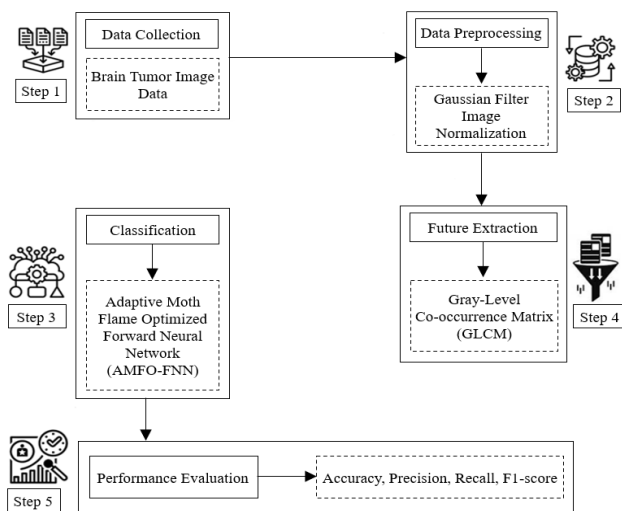 Data Collection
Brain Tumor Image
Data
Step 1
Data Preprocessing
Gaussian Filter
Image
Normalization
Step 2
Classification
Adaptive Moth
Flame Optimized
Forward Neural
Network
(AMFO-FNN)
Step 3
Future Extraction
Gray-Level
Co-occurrence Matrix
(GLCM)
Step 4
Performance Evaluation
Accuracy, Precision, Recall, F1-score
Step 5